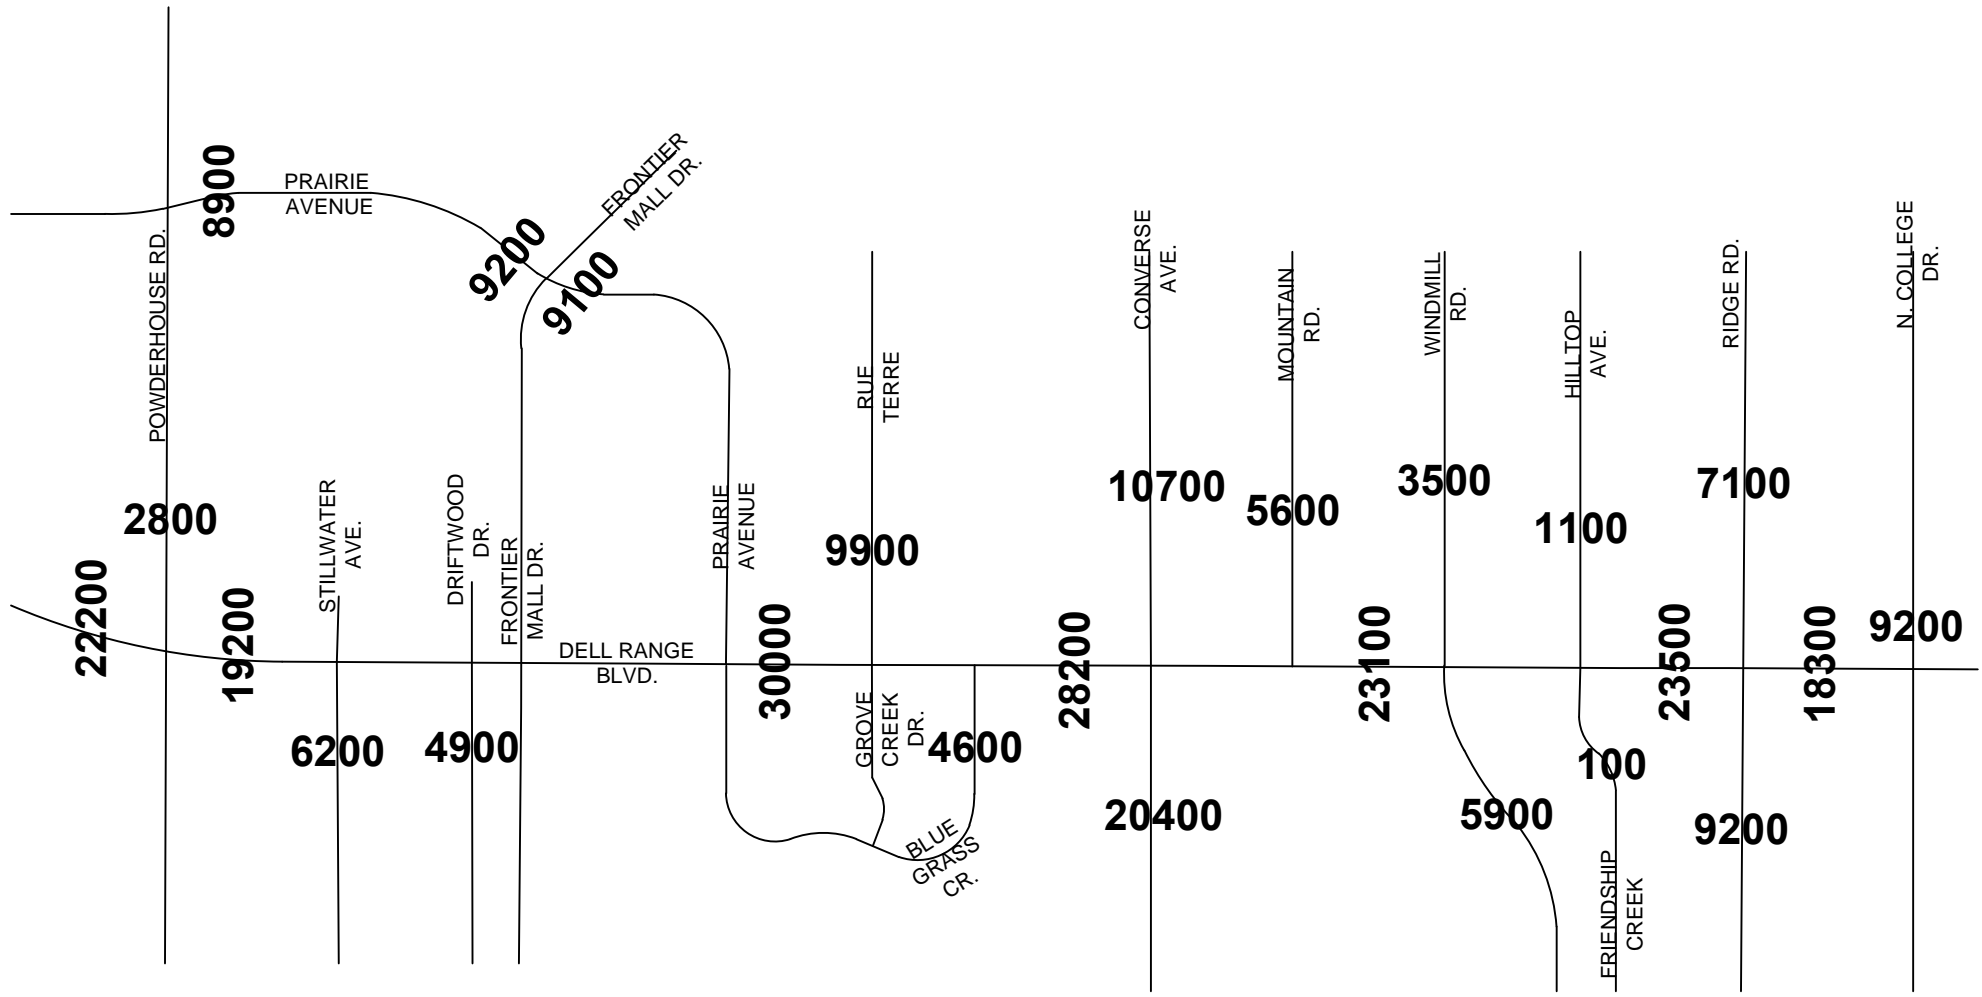 8900
PRAIRIE
AVENUE
FRONTIER
MALL DR.
9200
9100
POWDERHOUSE RD.
CONVERSE
AVE.
MOUNTAIN
RD.
WINDMILL
RD.
HILLTOP
AVE.
RIDGE RD.
N. COLLEGE
DR.
RUE
TERRE
2800
STILLWATER
AVE.
DRIFTWOOD
DR.
FRONTIER
MALL DR.
PRAIRIE
AVENUE
9900
10700
5600
3500
1100
7100
22200
19200
DELL RANGE
BLVD.
30000
28200
23100
23500
18300
9200
6200
4900
GROVE
CREEK
DR.
4600
20400
5900
100
9200
BLUE
GRASS
CR.
FRIENDSHIP
CREEK